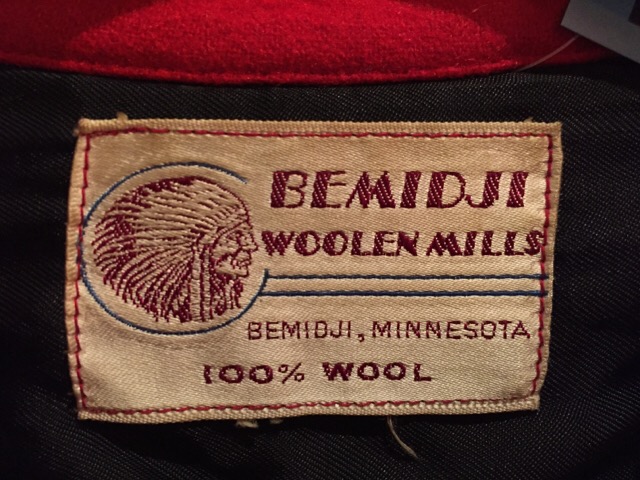 BEMIDJI
WOOLEN MILLS
BEMIDJI, MINNESOTA
100% WOOL